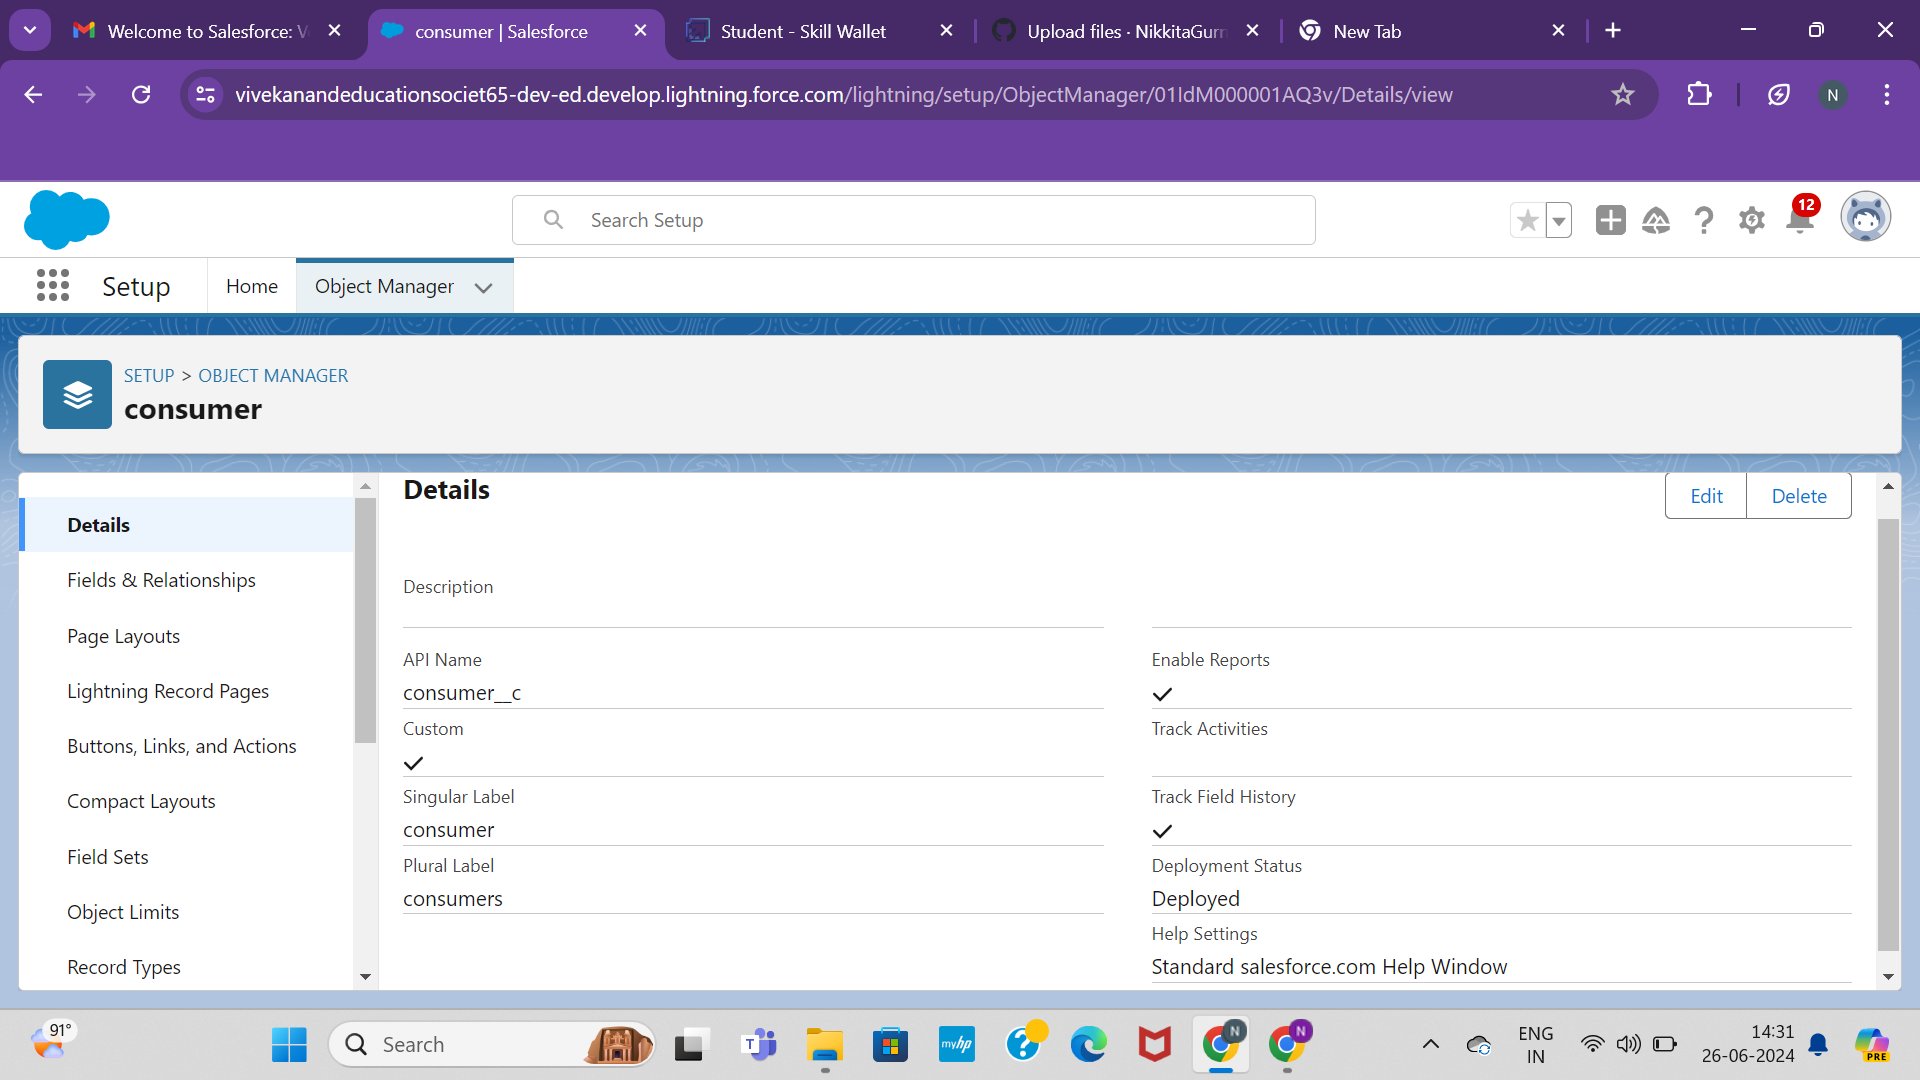 Welcome to Salesforce: V
consumer | Salesforce
Student - Skill Wallet
Upload files · NikkitaGurn
New Tab
vivekanandeducationsociet65-dev-ed.develop.lightning.force.com/lightning/setup/ObjectManager/01IdM000001AQ3v/Details/view
N
Search Setup
12
Setup
Home
Object Manager
SETUP > OBJECT MANAGER
consumer
Details
Fields & Relationships
Page Layouts
Lightning Record Pages
Buttons, Links, and Actions
Compact Layouts
Field Sets
Object Limits
Record Types
Details
Edit
Delete
Description
API Name
consumer__c
Custom
Singular Label
consumer
Plural Label
consumers
Enable Reports
Track Activities
Track Field History
Deployment Status
Deployed
Help Settings
Standard salesforce.com Help Window
91°
Search
T
myhp
?
N
N
ENG
IN
14:31
26-06-2024
PRE